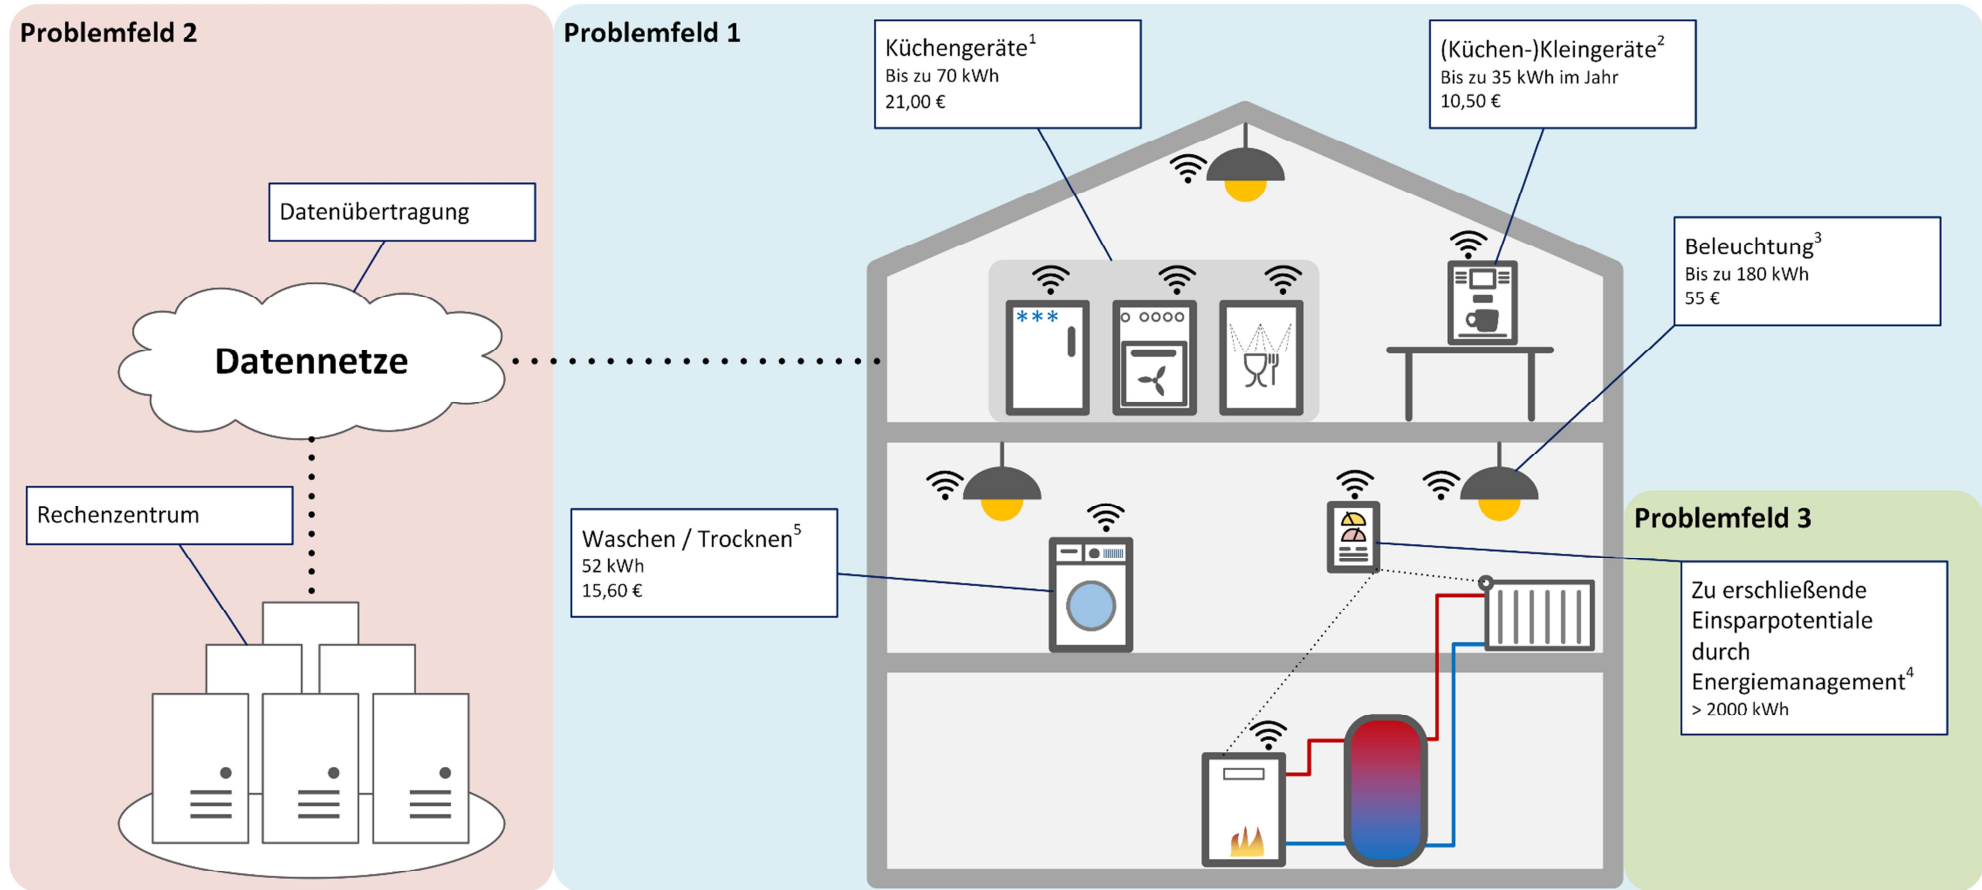 Problemfeld 2
Datenübertragung
Datennetze
Rechenzentrum
Problemfeld 1
Küchengeräte¹
Bis zu 70 kWh
21,00 €
(Küchen-)Kleingeräte²
Bis zu 35 kWh im Jahr
10,50 €
Beleuchtung³
Bis zu 180 kWh
55 €
Waschen / Trocknen⁵
52 kWh
15,60 €
Problemfeld 3
Zu erschließende
Einsparpotentiale
durch
Energiemanagement⁴
> 2000 kWh